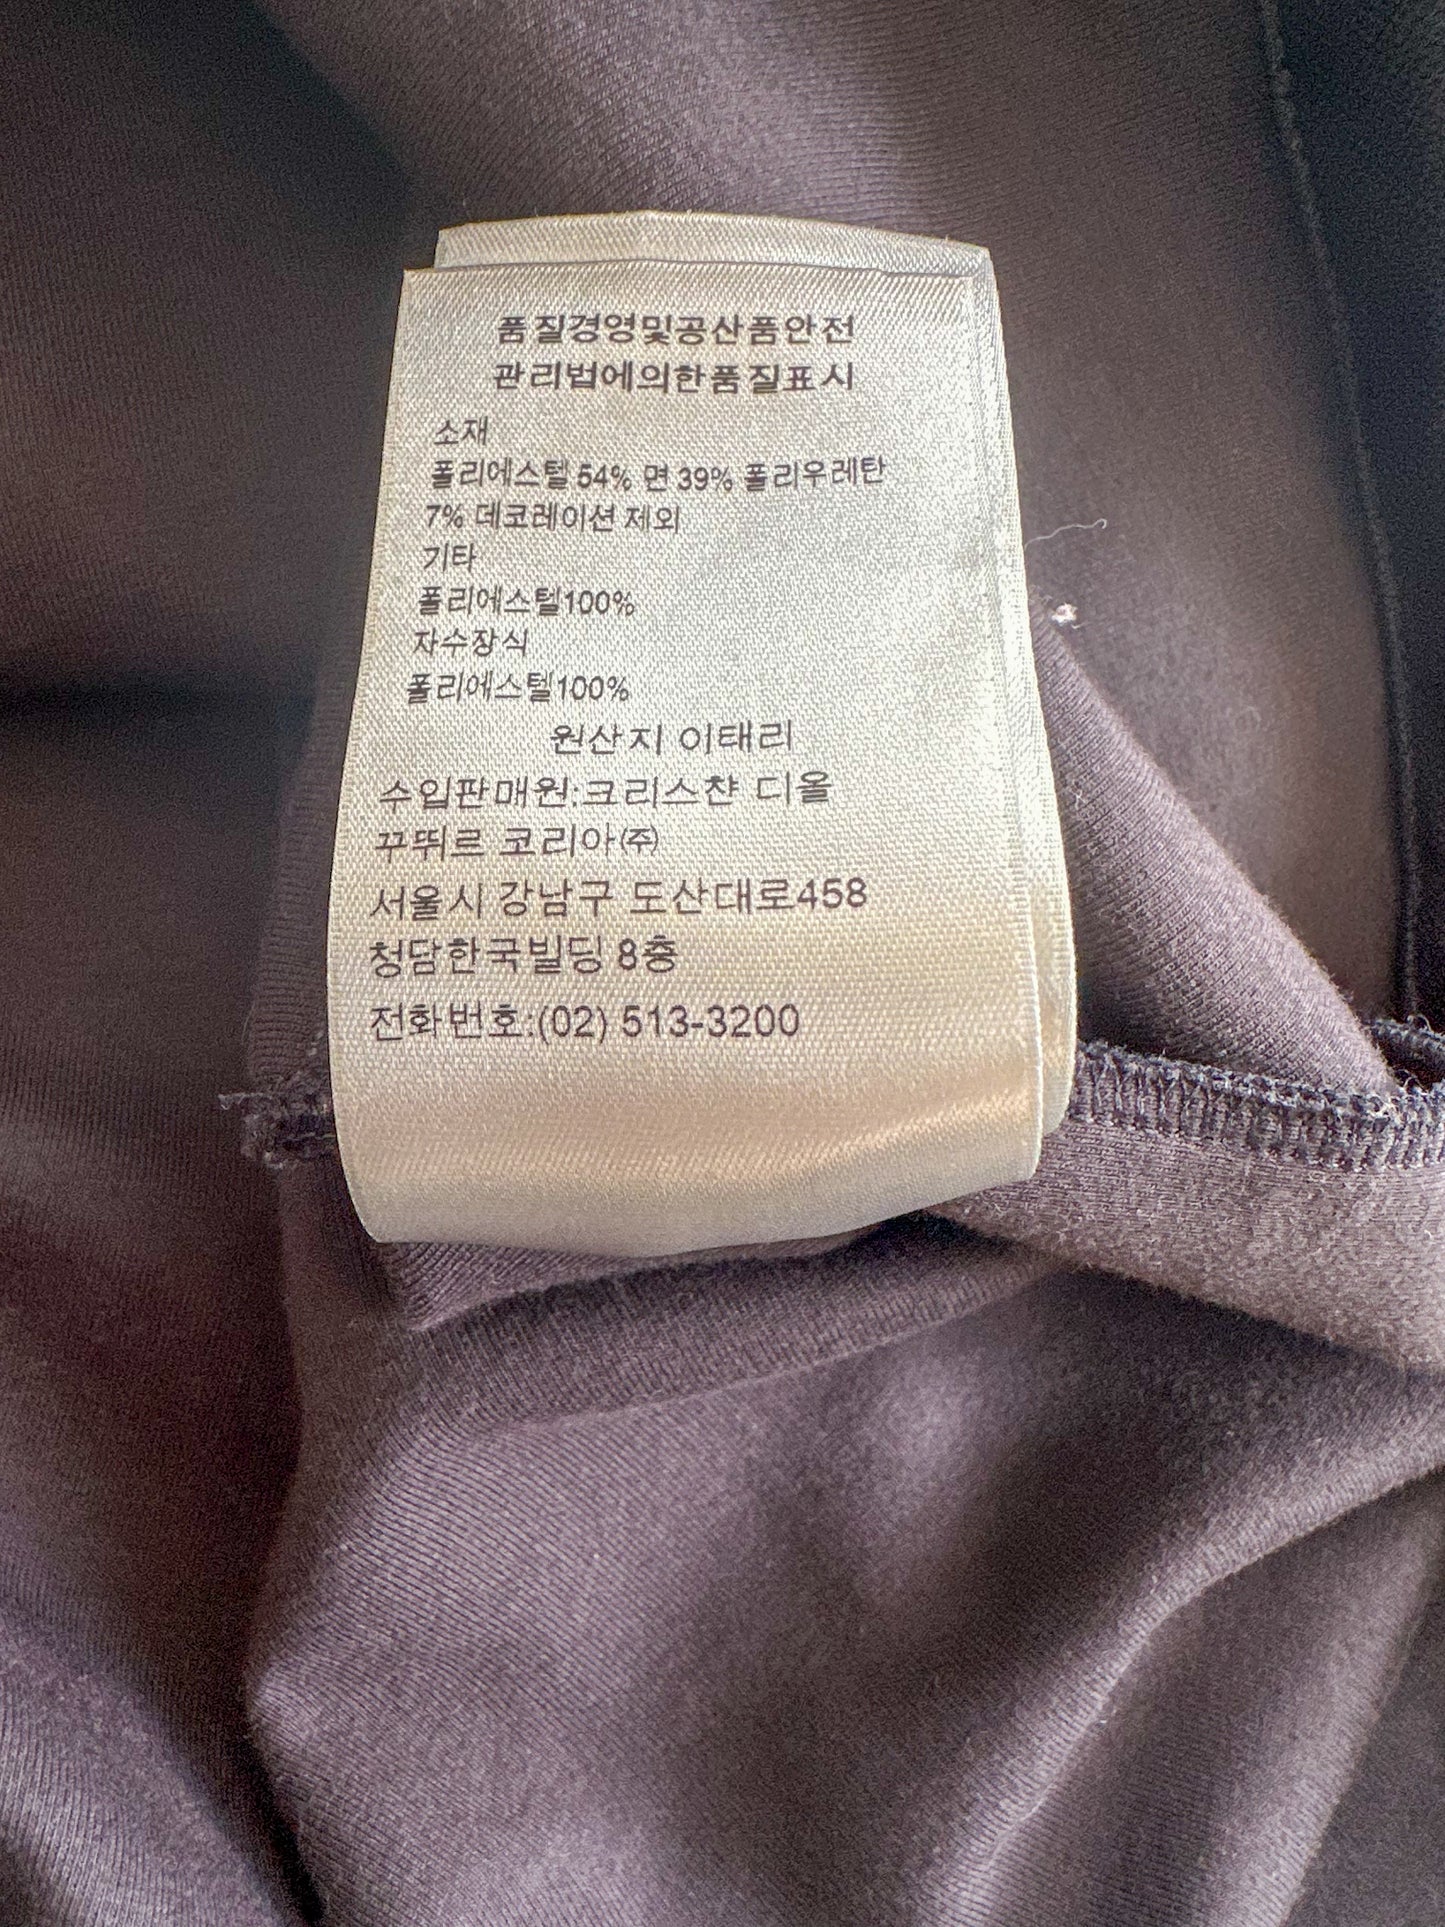 품질경영및공산품안전
관리법에의한품질표시
소재
폴리에스텔 54% 면 39% 폴리우레탄
7% 데코레이션 제외
기타
폴리에스텔100%
자수장식
폴리에스텔100%
원산지 이태리
수입판매원:크리스챤 디올
꾸뛰르 코리아㈜
서울시 강남구 도산대로458
청담한국빌딩 8층
전화번호:(02) 513-3200